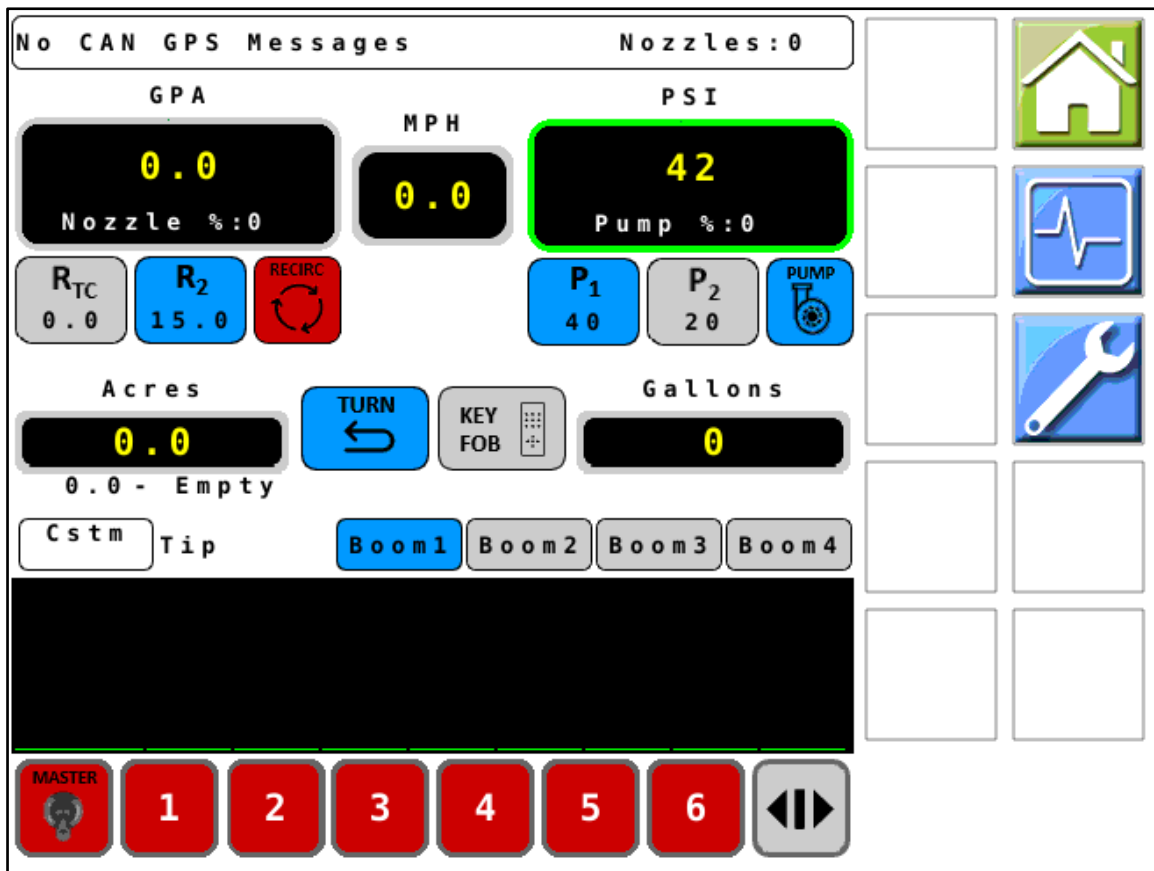 No CAN GPS Messages Nozzles:0
GPA
MPH
PSI
0.0
Nozzle %:0
0.0
42
Pump %:0
RTC
0.0
R2
15.0
RECIRC
P1
40
P2
20
PUMP
Acres
0.0
0.0- Empty
TURN
KEY
FOB
Gallons
0
Cstm
Tip
Boom1
Boom2
Boom3
Boom4
MASTER
1
2
3
4
5
6